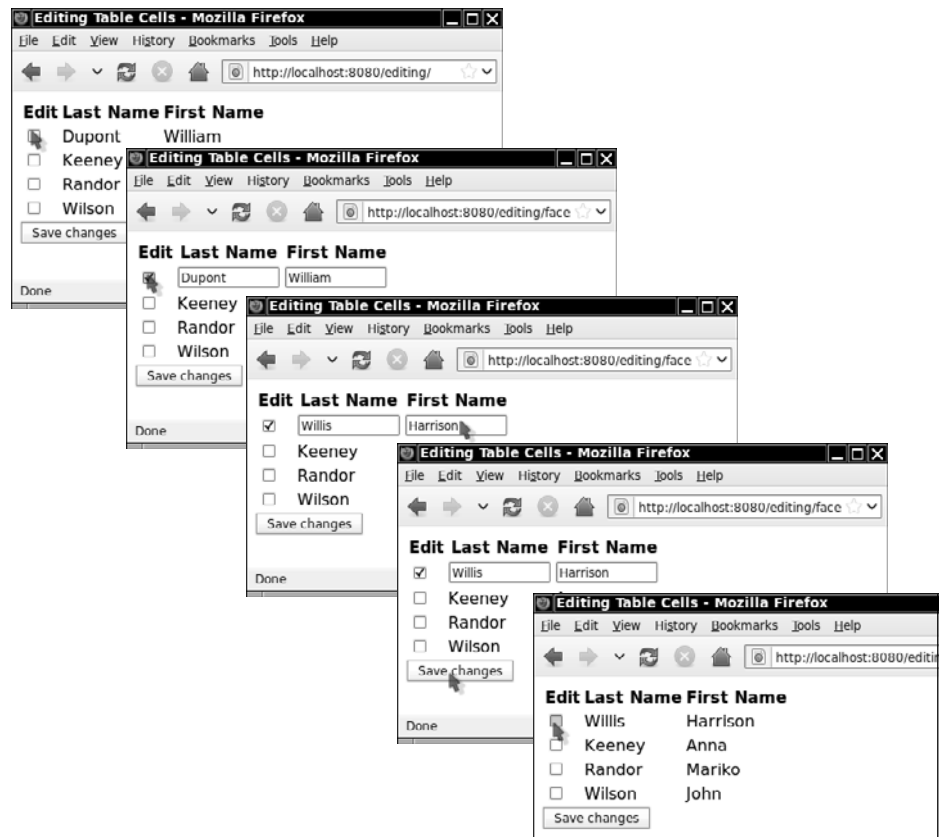 Editing Table Cells - Mozilla Firefox
File Edit View History Bookmarks Tools Help
http://localhost:8080/editing/
Edit Last Name First Name
Dupont William
Keeney
Randor
Wilson
Save changes
Done
Editing Table Cells - Mozilla Firefox
File Edit View History Bookmarks Tools Help
http://localhost:8080/editing/face
Edit Last Name First Name
Dupont William
Keeney
Randor
Wilson
Save changes
Done
Editing Table Cells - Mozilla Firefox
File Edit View History Bookmarks Tools Help
http://localhost:8080/editing/face
Edit Last Name First Name
Willis Harrison
Keeney
Randor
Wilson
Save changes
Done
Editing Table Cells - Mozilla Firefox
File Edit View History Bookmarks Tools Help
http://localhost:8080/editing/face
Edit Last Name First Name
Willis Harrison
Keeney
Randor
Wilson
Save changes
Done
Editing Table Cells - Mozilla Firefox
File Edit View History Bookmarks Tools Help
http://localhost:8080/editin
Edit Last Name First Name
Willis Harrison
Keeney Anna
Randor Mariko
Wilson John
Save changes